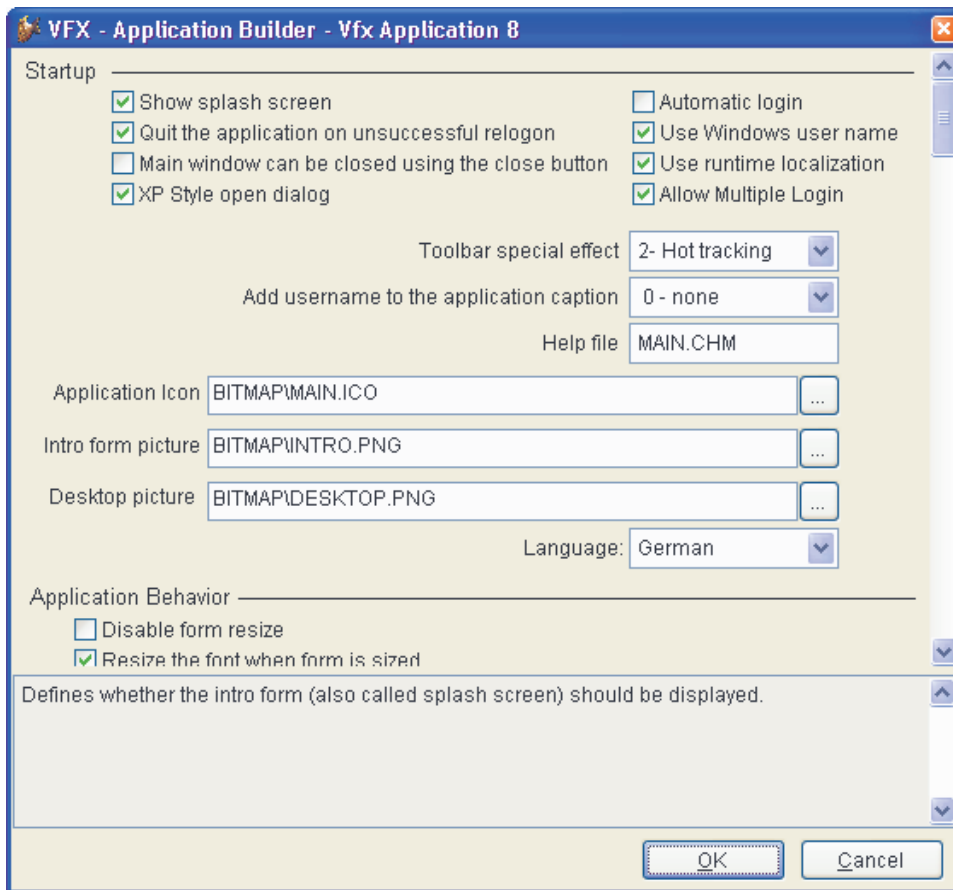 VFX - Application Builder - Vfx Application 8
Startup
Show splash screen
Automatic login
Quit the application on unsuccessful relogon
Use Windows user name
Main window can be closed using the close button
Use runtime localization
XP Style open dialog
Allow Multiple Login
Toolbar special effect 2- Hot tracking
Add username to the application caption 0 - none
Help file MAIN.CHM
Application Icon BITMAP\MAIN.ICO ...
Intro form picture BITMAP\INTRO.PNG ...
Desktop picture BITMAP\DESKTOP.PNG ...
Language: German
Application Behavior
Disable form resize
Resize the font when form is sized
Defines whether the intro form (also called splash screen) should be displayed.
OK Cancel